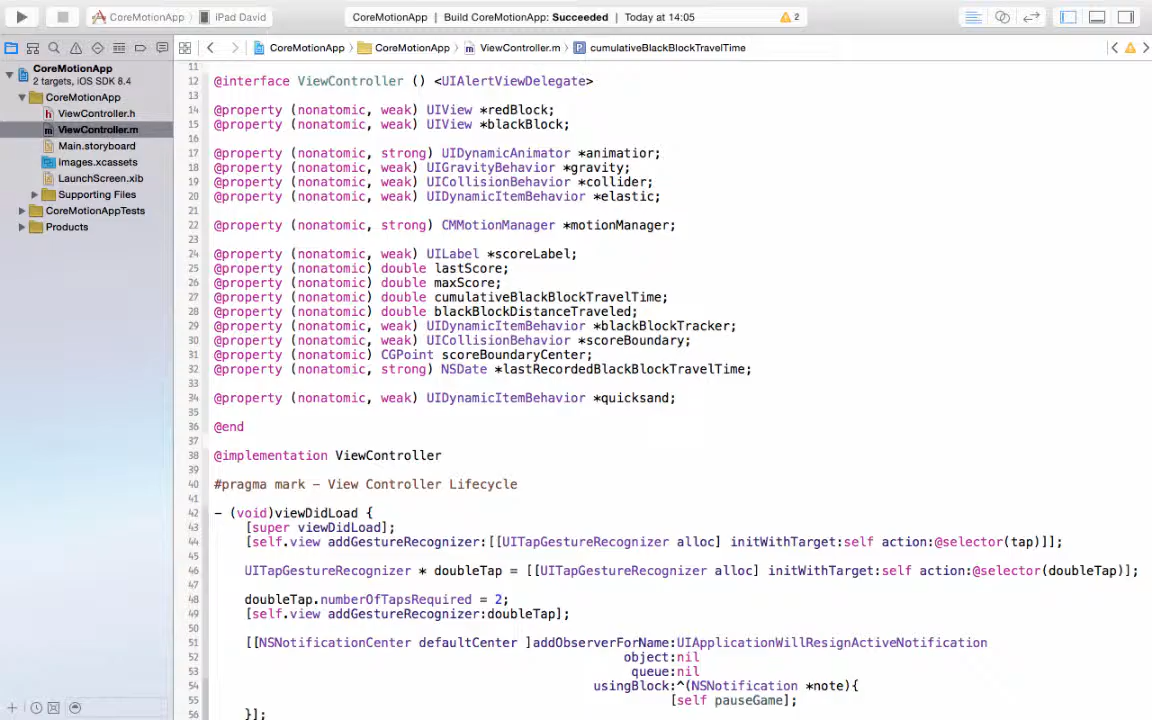 CoreMotionApp
iPad David
CoreMotionApp
Build CoreMotionApp: Succeeded
Today at 14:05
2
CoreMotionApp
CoreMotionApp
ViewController.m
cumulativeBlackBlockTravelTime
CoreMotionApp
2 targets, iOS SDK 8.4
CoreMotionApp
h ViewController.h
m ViewController.m
Main.storyboard
Images.xcassets
LaunchScreen.xib
Supporting Files
CoreMotionAppTests
Products
11
12 @interface ViewController () <UIAlertViewDelegate>
13
14 @property (nonatomic, weak) UIView *redBlock;
15 @property (nonatomic, weak) UIView *blackBlock;
16
17 @property (nonatomic, strong) UIDynamicAnimator *animatior;
18 @property (nonatomic, weak) UIGravityBehavior *gravity;
19 @property (nonatomic, weak) UICollisionBehavior *collider;
20 @property (nonatomic, weak) UIDynamicItemBehavior *elastic;
21
22 @property (nonatomic, strong) CMMotionManager *motionManager;
23
24 @property (nonatomic, weak) UILabel *scoreLabel;
25 @property (nonatomic) double lastScore;
26 @property (nonatomic) double maxScore;
27 @property (nonatomic) double cumulativeBlackBlockTravelTime;
28 @property (nonatomic) double blackBlockDistanceTraveled;
29 @property (nonatomic, weak) UIDynamicItemBehavior *blackBlockTracker;
30 @property (nonatomic, weak) UICollisionBehavior *scoreBoundary;
31 @property (nonatomic) CGPoint scoreBoundaryCenter;
32 @property (nonatomic, strong) NSDate *lastRecordedBlackBlockTravelTime;
33
34 @property (nonatomic, weak) UIDynamicItemBehavior *quicksand;
35
36 @end
37
38 @implementation ViewController
39
40 #pragma mark - View Controller Lifecycle
41
42 - (void)viewDidLoad {
43 [super viewDidLoad];
44 [self.view addGestureRecognizer:[[UITapGestureRecognizer alloc] initWithTarget:self action:@selector(tap)]];
45
46 UITapGestureRecognizer * doubleTap = [[UITapGestureRecognizer alloc] initWithTarget:self action:@selector(doubleTap)];
47
48 doubleTap.numberOfTapsRequired = 2;
49 [self.view addGestureRecognizer:doubleTap];
50
51 [[NSNotificationCenter defaultCenter ]addObserverForName:UIApplicationWillResignActiveNotification
52 object:nil
53 queue:nil
54 usingBlock:^(NSNotification *note){
55 [self pauseGame];
56 }];